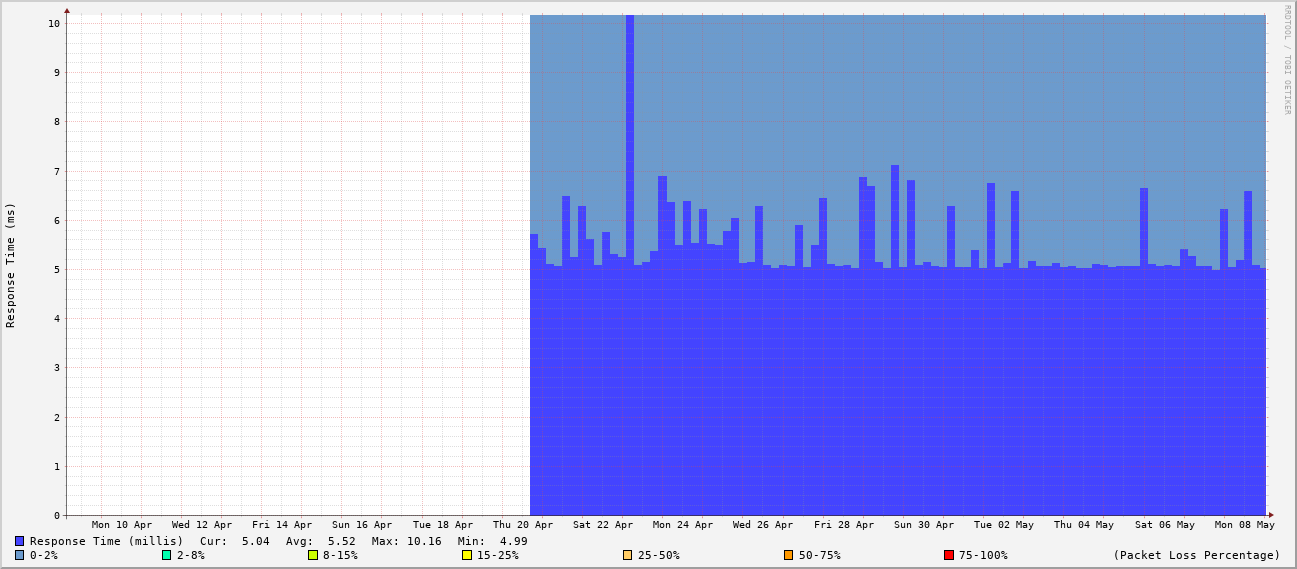 RRDTOOL / TOBI OETIKER
Response Time (ms)
10
9
8
7
6
5
4
3
2
1
0
Mon 10 Apr Wed 12 Apr Fri 14 Apr Sun 16 Apr Tue 18 Apr Thu 20 Apr Sat 22 Apr Mon 24 Apr Wed 26 Apr Fri 28 Apr Sun 30 Apr Tue 02 May Thu 04 May Sat 06 May Mon 08 May
Response Time (millis) Cur: 5.04 Avg: 5.52 Max: 10.16 Min: 4.99
0-2% 2-8% 8-15% 15-25% 25-50% 50-75% 75-100% (Packet Loss Percentage)